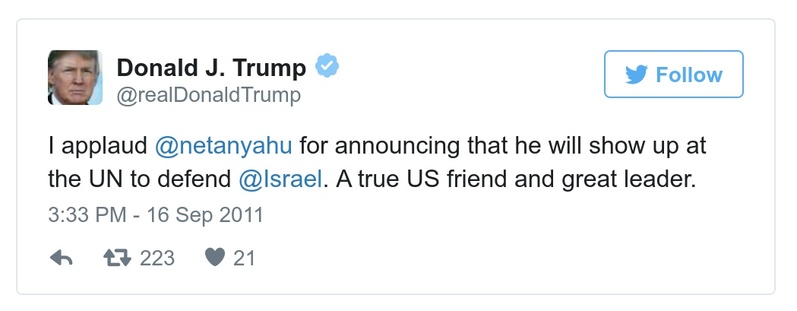 Donald J. Trump
@realDonaldTrump
Follow
I applaud @netanyahu for announcing that he will show up at
the UN to defend @Israel. A true US friend and great leader.
3:33 PM - 16 Sep 2011
223 21